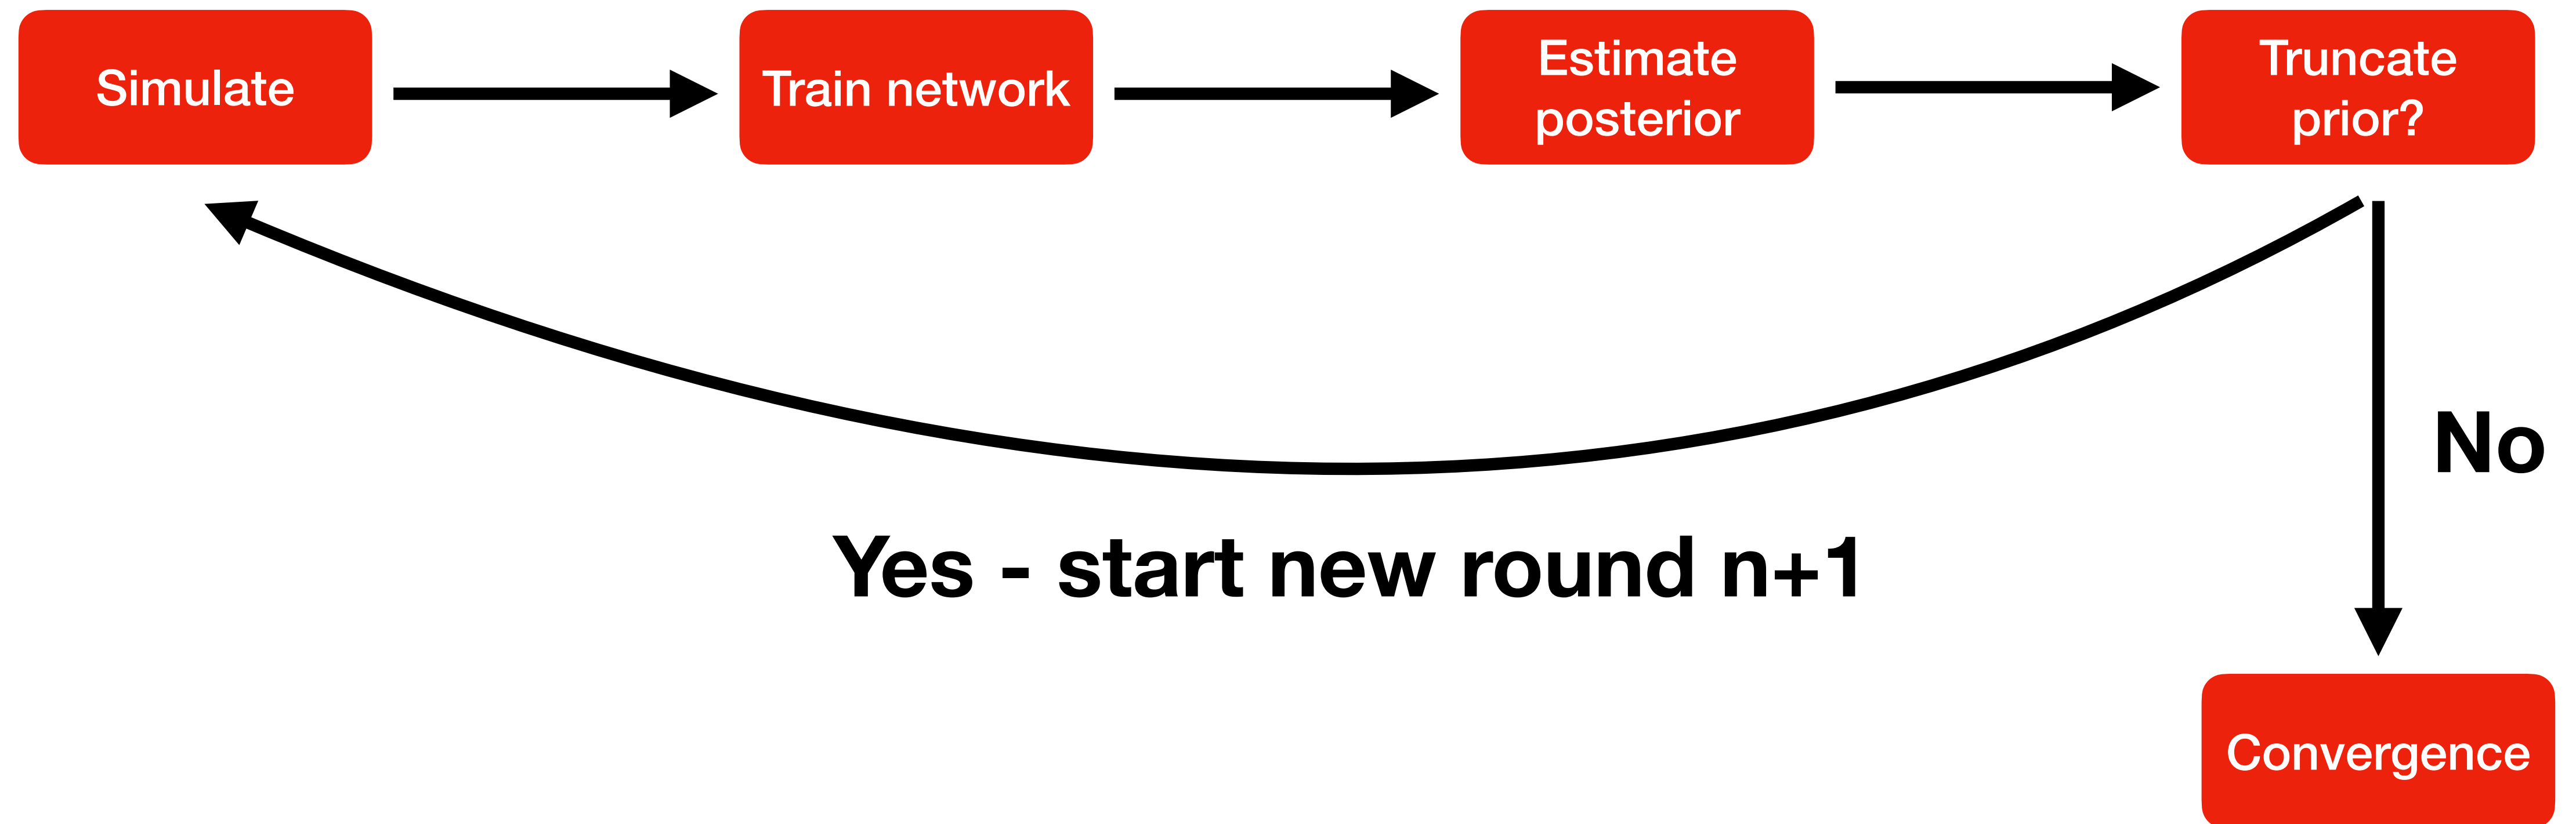 Simulate
Train network
Estimate
posterior
Truncate
prior?
No
Yes - start new round n+1
Convergence